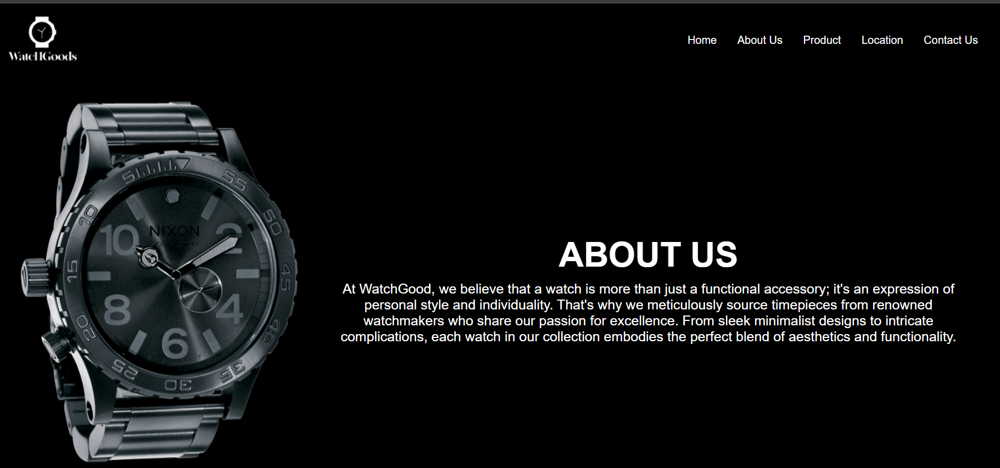 WatcHGoods
Home
About Us
Product
Location
Contact Us
5
55
10
50
NIXON
10
2
15
45
8
4
20
40
6
25
35
30
ABOUT US
At WatchGood, we believe that a watch is more than just a functional accessory; it's an expression of
personal style and individuality. That's why we meticulously source timepieces from renowned
watchmakers who share our passion for excellence. From sleek minimalist designs to intricate
complications, each watch in our collection embodies the perfect blend of aesthetics and functionality.